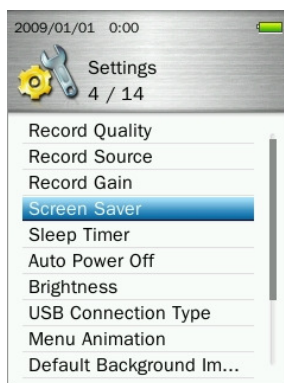 2009/01/01 0:00
Settings
4 / 14
Record Quality
Record Source
Record Gain
Screen Saver
Sleep Timer
Auto Power Off
Brightness
USB Connection Type
Menu Animation
Default Background Im...